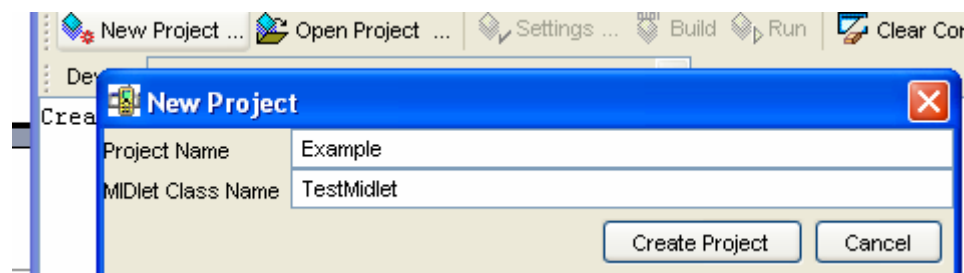 New Project ... Open Project ... Settings ... Build Run Clear Con
Dev
New Project
Crea
Project Name Example
MIDlet Class Name TestMidlet
Create Project Cancel